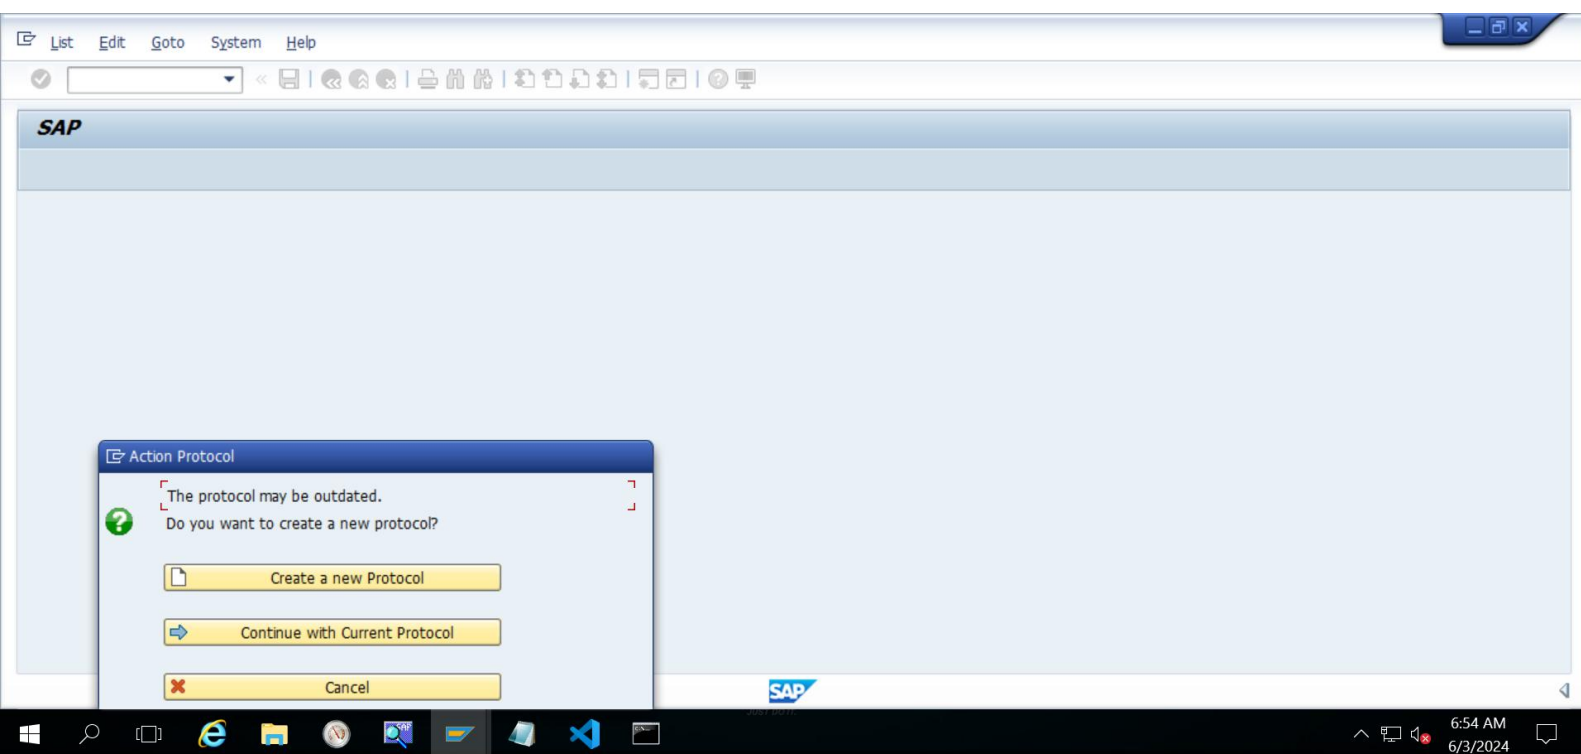 List Edit Goto System Help
SAP
Action Protocol
The protocol may be outdated.
Do you want to create a new protocol?
Create a new Protocol
Continue with Current Protocol
Cancel
SAP
SAP
6:54 AM
6/3/2024